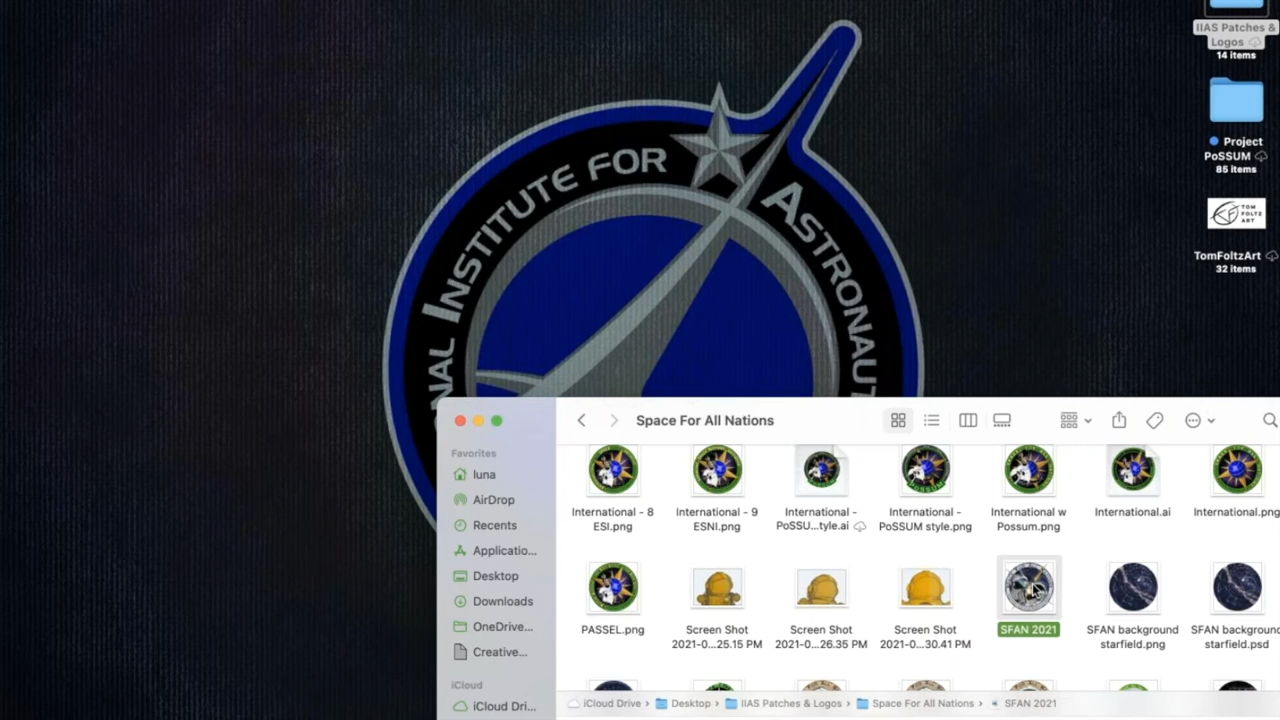 IIAS Patches &
Logos
14 items
Project
PoSSUM
85 items
TOM
FOLTZ
ART
TomFoltzArt
32 items
NAL INSTITUTE FOR ASTRONAUT
Space For All Nations
Favorites
luna
AirDrop
Recents
Applicatio...
Desktop
Downloads
OneDrive...
Creative...
iCloud
iCloud Dri...
International - 8
ESI.png
International - 9
ESNI.png
International -
PoSSU...tyle.ai
International -
PoSSUM style.png
International w
Possum.png
International.ai
International.png
PASSEL.png
Screen Shot
2021-0...25.15 PM
Screen Shot
2021-0...26.35 PM
Screen Shot
2021-0...30.41 PM
SFAN 2021
SFAN background
starfield.png
SFAN background
starfield.psd
iCloud Drive › Desktop › IIAS Patches & Logos › Space For All Nations › SFAN 2021